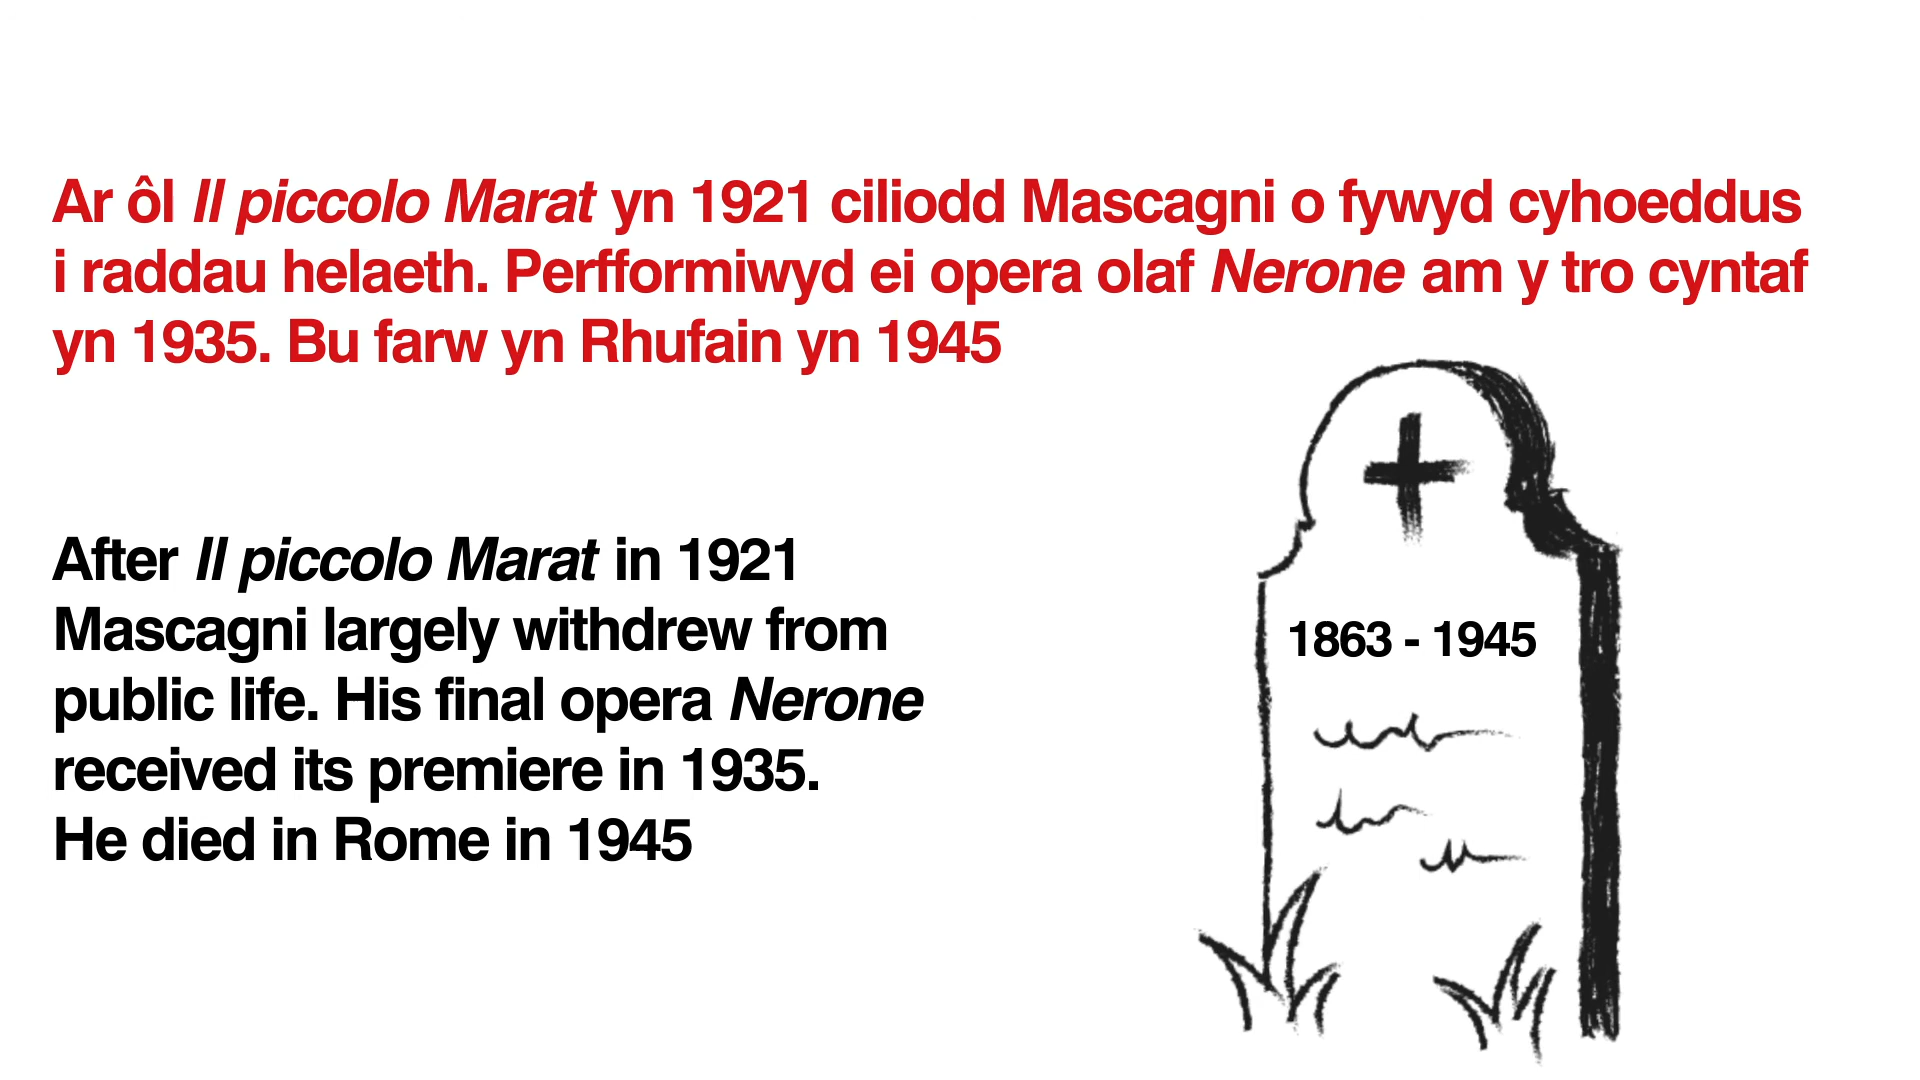 Ar ôl Il piccolo Marat yn 1921 ciliodd Mascagni o fywyd cyhoeddus
i raddau helaeth. Perfformiwyd ei opera olaf Nerone am y tro cyntaf
yn 1935. Bu farw yn Rhufain yn 1945
After Il piccolo Marat in 1921
Mascagni largely withdrew from
public life. His final opera Nerone
received its premiere in 1935.
He died in Rome in 1945
1863 - 1945